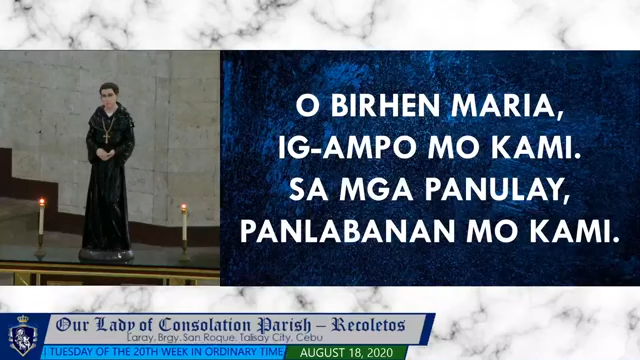 O BIRHEN MARIA,
IG-AMPO MO KAMI.
SA MGA PANULAY,
PANLABANAN MO KAMI.
Our Lady of Consolation Parish – Recoletos
Laray, Brgy. San Roque, Talisay City, Cebu
TUESDAY OF THE 20TH WEEK IN ORDINARY TIME
AUGUST 18, 2020